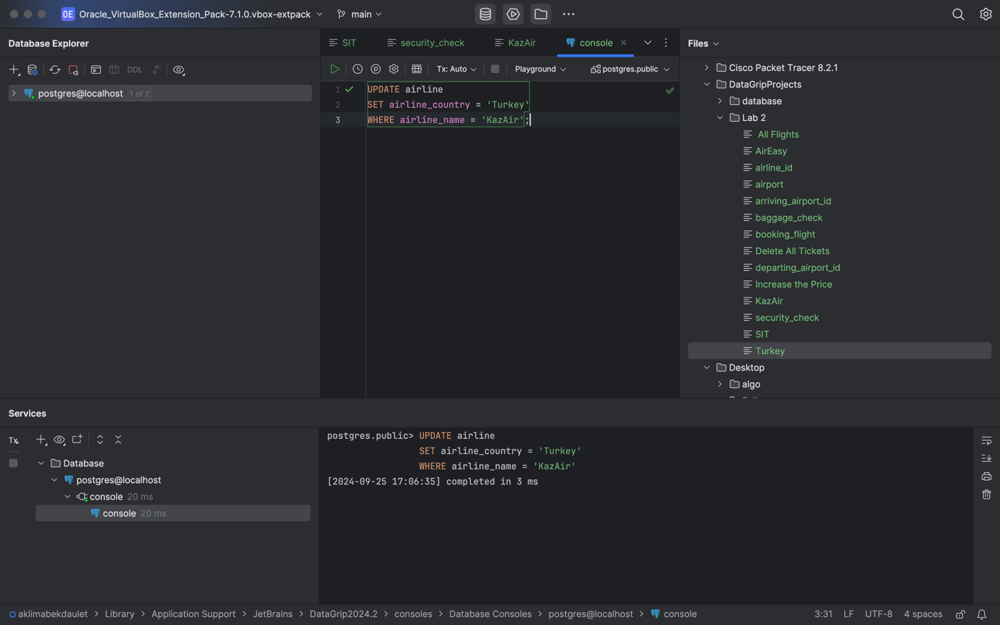 OE Oracle_VirtualBox_Extension_Pack-7.1.0.vbox-extpack main
Database Explorer
DDL
postgres@localhost 1 of 2
SIT security_check KazAir console
Tx: Auto Playground postgres.public
1 UPDATE airline
2 SET airline_country = 'Turkey'
3 WHERE airline_name = 'KazAir';
Files
Cisco Packet Tracer 8.2.1
DataGripProjects
database
Lab 2
All Flights
AirEasy
airline_id
airport
arriving_airport_id
baggage_check
booking_flight
Delete All Tickets
departing_airport_id
Increase the Price
KazAir
security_check
SIT
Turkey
Desktop
algo
Services
Tx
Database
postgres@localhost
console 20 ms
console 20 ms
postgres.public> UPDATE airline
SET airline_country = 'Turkey'
WHERE airline_name = 'KazAir'
[2024-09-25 17:06:35] completed in 3 ms
aklimabekdaulet > Library > Application Support > JetBrains > DataGrip2024.2 > consoles > Database Consoles > postgres@localhost > console 3:31 LF UTF-8 4 spaces